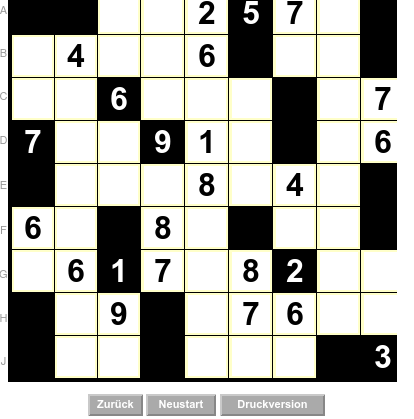 A 2 5 7
B 4 6
C 6 7
D 7 9 1 6
E 8 4
F 6 8
G 6 1 7 8 2
H 9 7 6
J 3
Zurück Neustart Druckversion